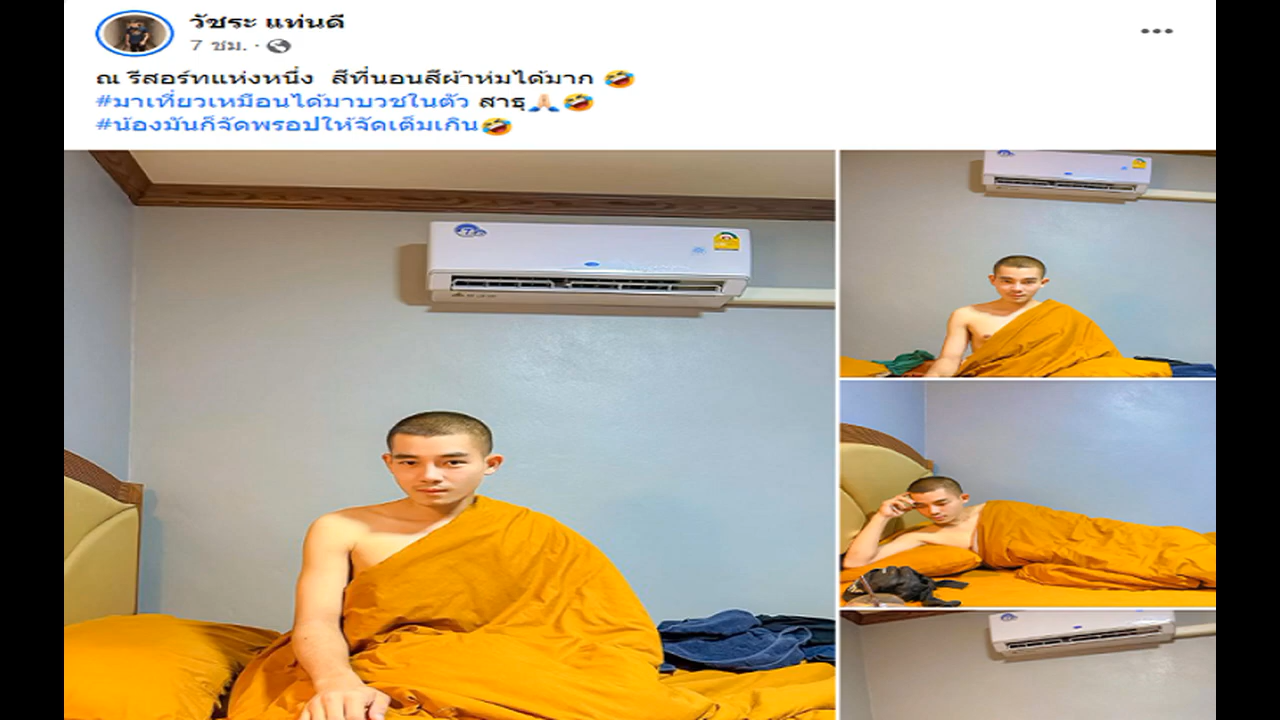 วัชระ แท่นดี
7 ชม. ·
ณ รีสอร์ทแห่งหนึ่ง สีที่นอนสีผ้าห่มได้มาก 🤣
#มาเที่ยวเหมือนได้มาบวชในตัว สาธุ🙏🏻🤣
#น้องมันก็จัดพรอปให้จัดเต็มเกิน🤣